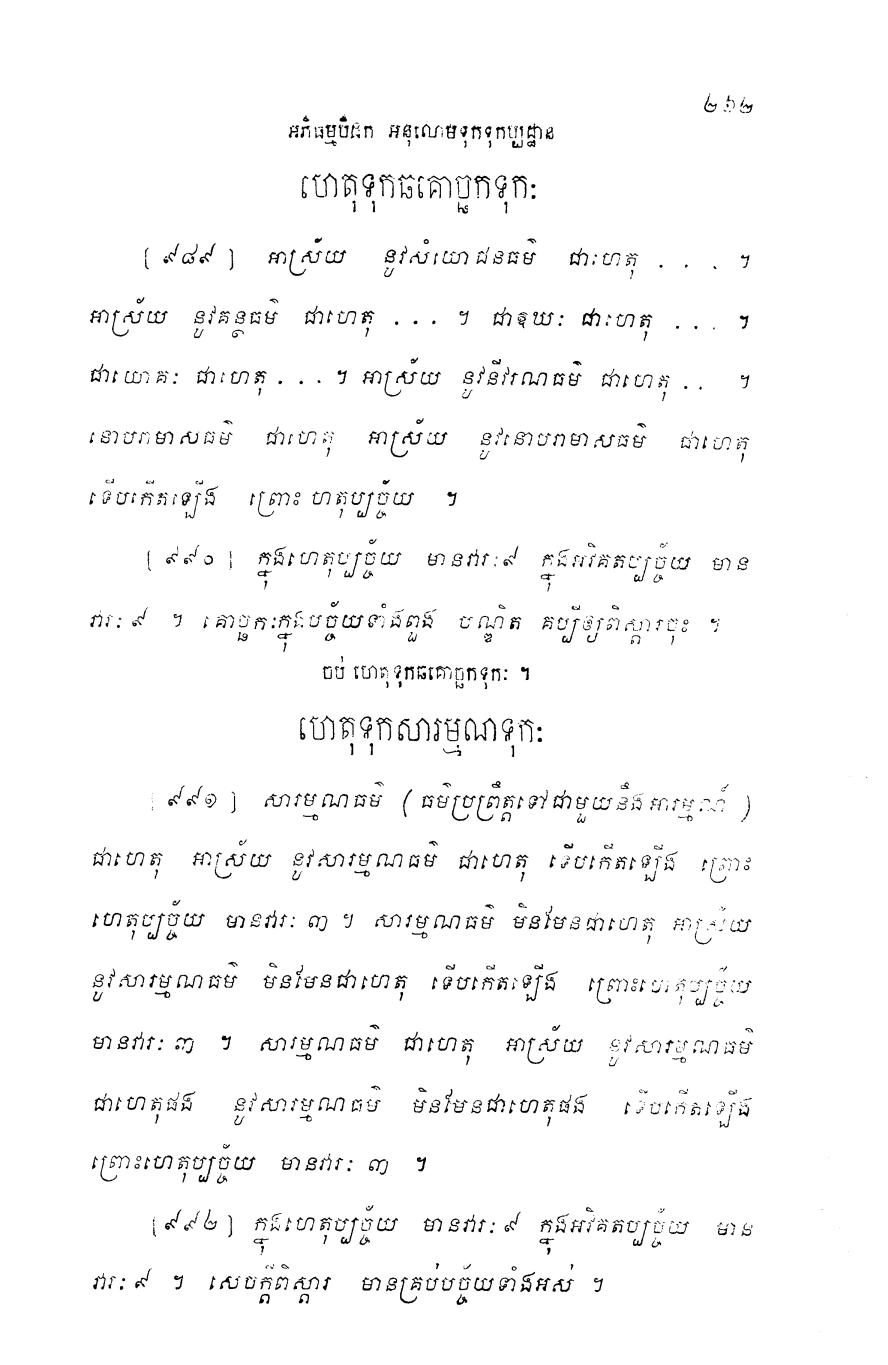 ២៦២
អភិធម្មបិដក អនុលោមទុកទុកប្បដ្ឋាន
ហេតុទុកឆគោច្ឆកទុកៈ
[ ៩៨៩ ] អាស្រ័យ នូវសំយោជនធម៌ ជាហេតុ . . . ។
អាស្រ័យ នូវគន្ថធម៌ ជាហេតុ . . . ។ ជាឱឃៈ ជាហេតុ . . . ។
ជាយោគៈ ជាហេតុ . . . ។ អាស្រ័យ នូវនីវរណធម៌ ជាហេតុ . . ។
នោបរាមាសធម៌ ជាហេតុ អាស្រ័យ នូវនោបរាមាសធម៌ ជាហេតុ
ទើបកើតឡើង ព្រោះហេតុប្បច្ច័យ ។
[ ៩៩០ ] ក្នុងហេតុប្បច្ច័យ មានវារៈ ៩ ក្នុងអវិគតប្បច្ច័យ មាន
វារៈ ៩ ។ គោច្ឆកៈក្នុងបច្ច័យទាំងពួង បណ្ឌិត គប្បីឲ្យពិស្តារចុះ ។
ចប់ ហេតុទុកឆគោច្ឆកទុកៈ ។
ហេតុទុកសារម្មណទុកៈ
[ ៩៩១ ] សារម្មណធម៌ ( ធម៌ប្រព្រឹត្តទៅជាមួយនឹងអារម្មណ៍ )
ជាហេតុ អាស្រ័យ នូវសារម្មណធម៌ ជាហេតុ ទើបកើតឡើង ព្រោះ
ហេតុប្បច្ច័យ មានវារៈ ៣ ។ សារម្មណធម៌ មិនមែនជាហេតុ អាស្រ័យ
នូវសារម្មណធម៌ មិនមែនជាហេតុ ទើបកើតឡើង ព្រោះហេតុប្បច្ច័យ
មានវារៈ ៣ ។ សារម្មណធម៌ ជាហេតុ អាស្រ័យ នូវសារម្មណធម៌
ជាហេតុផង នូវសារម្មណធម៌ មិនមែនជាហេតុផង ទើបកើតឡើង
ព្រោះហេតុប្បច្ច័យ មានវារៈ ៣ ។
[ ៩៩២ ] ក្នុងហេតុប្បច្ច័យ មានវារៈ ៩ ក្នុងអវិគតប្បច្ច័យ មាន
វារៈ ៩ ។ សេចក្តីពិស្តារ មានគ្រប់បច្ច័យទាំងអស់ ។